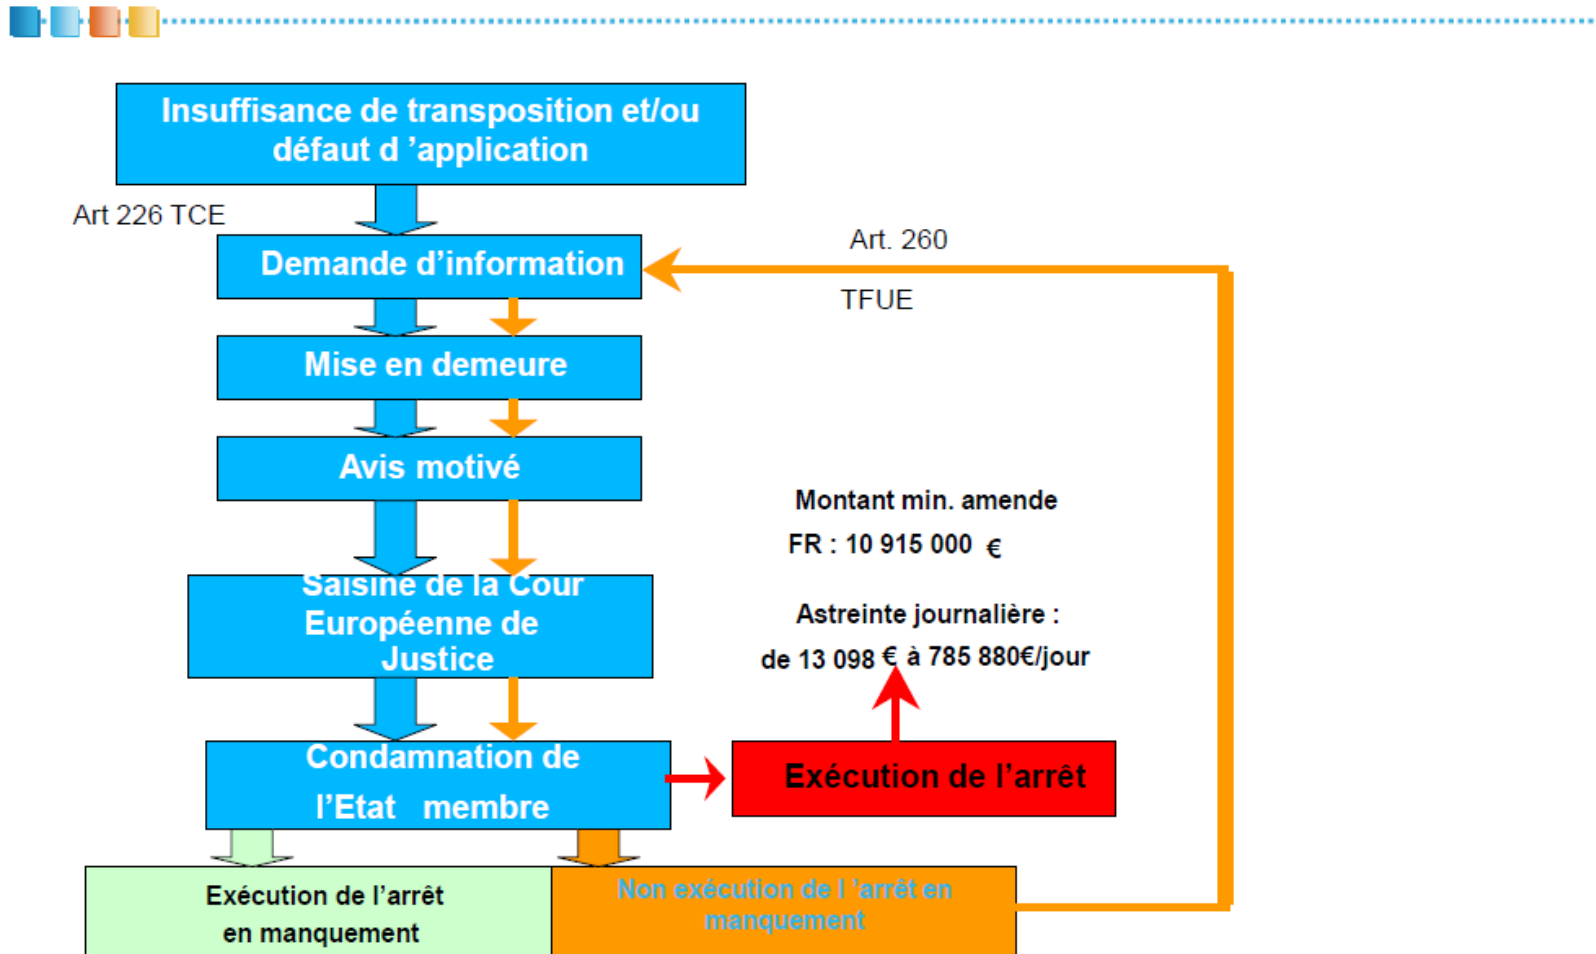 Insuffisance de transposition et/ou
défaut d ’application
Art 226 TCE
Demande d’information
Art. 260
TFUE
Mise en demeure
Avis motivé
Montant min. amende
FR : 10 915 000 €
Saisine de la Cour
Européenne de
Justice
Astreinte journalière :
de 13 098 € à 785 880€/jour
Condamnation de
l’Etat membre
Exécution de l’arrêt
Exécution de l’arrêt
en manquement
Non exécution de l ’arrêt en
manquement